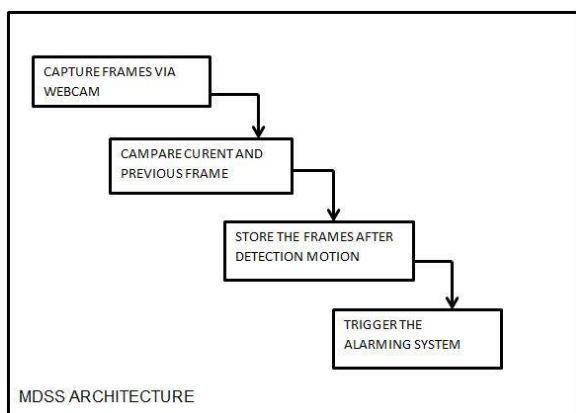 CAPTURE FRAMES VIA
WEBCAM
CAMPARE CURENT AND
PREVIOUS FRAME
STORE THE FRAMES AFTER
DETECTION MOTION
TRIGGER THE
ALARMING SYSTEM
MDSS ARCHITECTURE